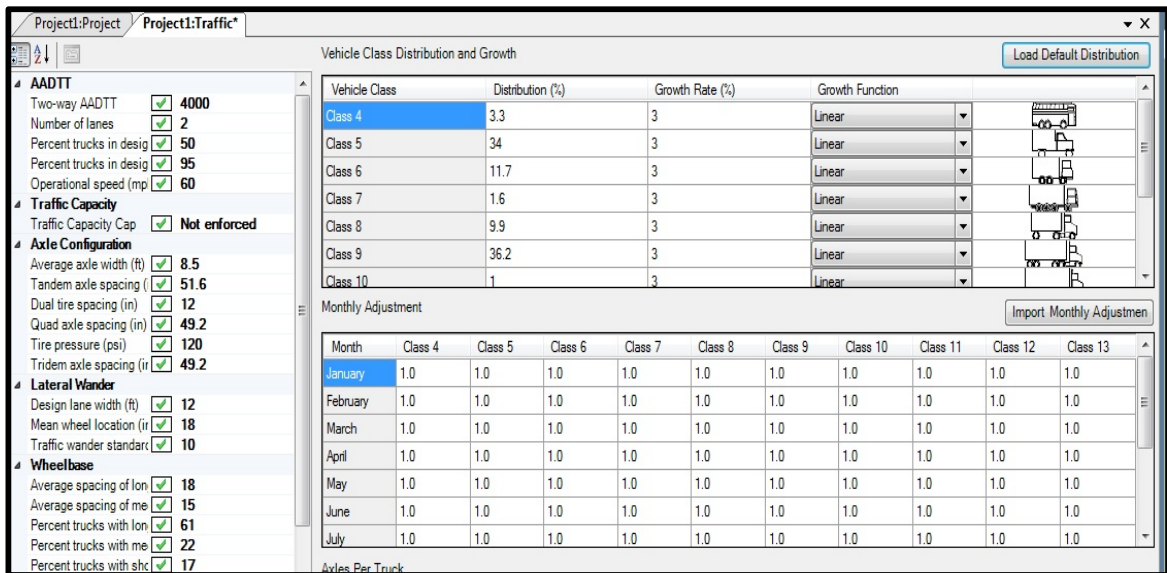 Project1:Project Project1:Traffic*
AADTT
Two-way AADTT 4000
Number of lanes 2
Percent trucks in desig 50
Percent trucks in desig 95
Operational speed (mp 60
Traffic Capacity
Traffic Capacity Cap Not enforced
Axle Configuration
Average axle width (ft) 8.5
Tandem axle spacing ( 51.6
Dual tire spacing (in) 12
Quad axle spacing (in) 49.2
Tire pressure (psi) 120
Tridem axle spacing (ir 49.2
Lateral Wander
Design lane width (ft) 12
Mean wheel location (ir 18
Traffic wander standarc 10
Wheelbase
Average spacing of lon 18
Average spacing of me 15
Percent trucks with lon 61
Percent trucks with me 22
Percent trucks with shc 17
Vehicle Class Distribution and Growth Load Default Distribution
Vehicle Class Distribution (%) Growth Rate (%) Growth Function
Class 4 3.3 3 Linear
Class 5 34 3 Linear
Class 6 11.7 3 Linear
Class 7 1.6 3 Linear
Class 8 9.9 3 Linear
Class 9 36.2 3 Linear
Class 10 1 3 Linear
Monthly Adjustment Import Monthly Adjustmen
Month Class 4 Class 5 Class 6 Class 7 Class 8 Class 9 Class 10 Class 11 Class 12 Class 13
January 1.0 1.0 1.0 1.0 1.0 1.0 1.0 1.0 1.0 1.0
February 1.0 1.0 1.0 1.0 1.0 1.0 1.0 1.0 1.0 1.0
March 1.0 1.0 1.0 1.0 1.0 1.0 1.0 1.0 1.0 1.0
April 1.0 1.0 1.0 1.0 1.0 1.0 1.0 1.0 1.0 1.0
May 1.0 1.0 1.0 1.0 1.0 1.0 1.0 1.0 1.0 1.0
June 1.0 1.0 1.0 1.0 1.0 1.0 1.0 1.0 1.0 1.0
July 1.0 1.0 1.0 1.0 1.0 1.0 1.0 1.0 1.0 1.0
Axles Per Truck